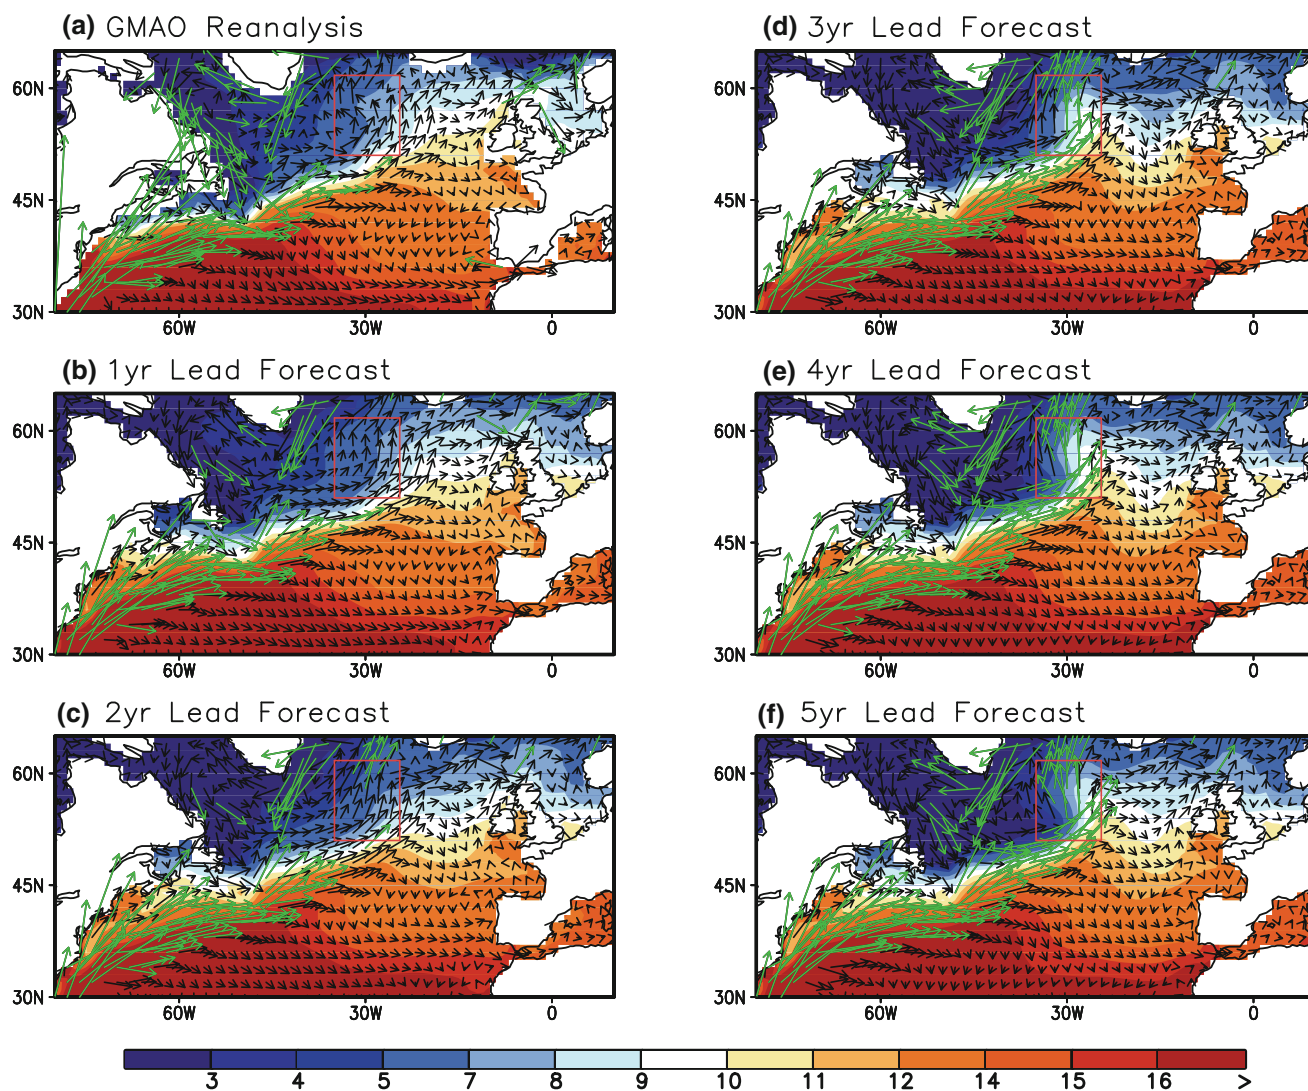 (a) GMAO Reanalysis
60N
45N
30N
60W 30W 0
(b) 1yr Lead Forecast
60N
45N
30N
60W 30W 0
(c) 2yr Lead Forecast
60N
45N
30N
60W 30W 0
(d) 3yr Lead Forecast
60N
45N
30N
60W 30W 0
(e) 4yr Lead Forecast
60N
45N
30N
60W 30W 0
(f) 5yr Lead Forecast
60N
45N
30N
60W 30W 0
3 4 5 7 8 9 10 11 12 14 15 16 >